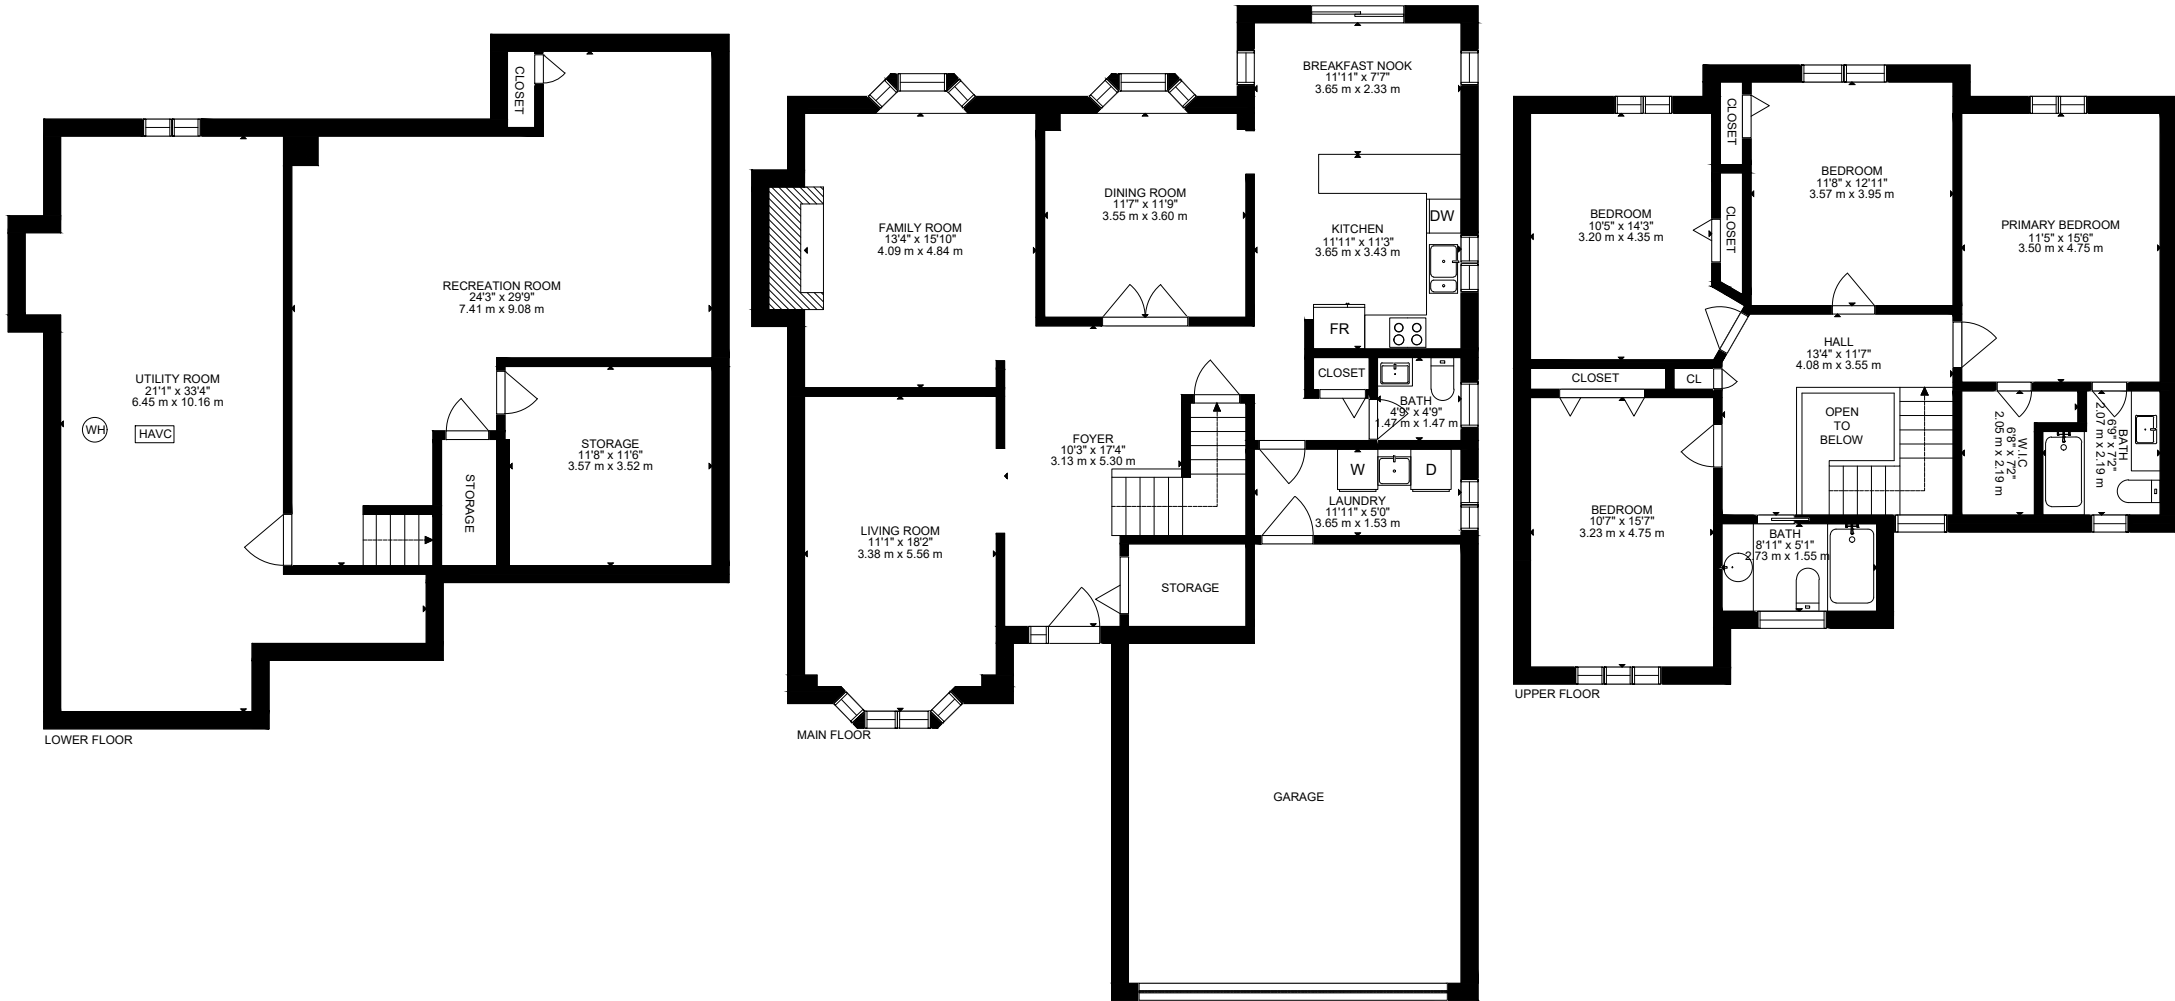 CLOSET
RECREATION ROOM
24'3" x 29'9"
7.41 m x 9.08 m
UTILITY ROOM
21'1" x 33'4"
6.45 m x 10.16 m
WH
HAVC
STORAGE
11'8" x 11'6"
3.57 m x 3.52 m
STORAGE
LOWER FLOOR
BREAKFAST NOOK
11'11" x 7'7"
3.65 m x 2.33 m
DINING ROOM
11'7" x 11'9"
3.55 m x 3.60 m
FAMILY ROOM
13'4" x 15'10"
4.09 m x 4.84 m
KITCHEN
11'11" x 11'3"
3.65 m x 3.43 m
DW
FR
CLOSET
BATH
4'9" x 4'9"
1.47 m x 1.47 m
FOYER
10'3" x 17'4"
3.13 m x 5.30 m
W
D
LAUNDRY
11'11" x 5'0"
3.65 m x 1.53 m
LIVING ROOM
11'1" x 18'2"
3.38 m x 5.56 m
STORAGE
GARAGE
MAIN FLOOR
CLOSET
BEDROOM
11'8" x 12'11"
3.57 m x 3.95 m
CLOSET
BEDROOM
10'5" x 14'3"
3.20 m x 4.35 m
PRIMARY BEDROOM
11'5" x 15'6"
3.50 m x 4.75 m
HALL
13'4" x 11'7"
4.08 m x 3.55 m
CLOSET
CL
OPEN
TO
BELOW
W.I.C
6'8" x 7'2"
2.05 m x 2.19 m
BATH
6'9" x 7'2"
2.07 m x 2.19 m
BEDROOM
10'7" x 15'7"
3.23 m x 4.75 m
BATH
8'11" x 5'1"
2.73 m x 1.55 m
UPPER FLOOR